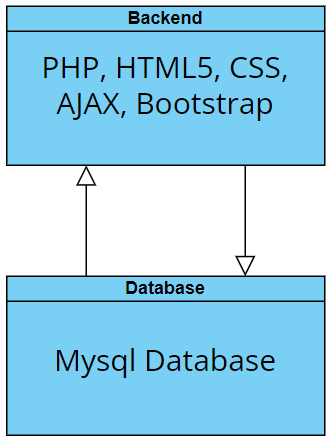 Backend
PHP, HTML5, CSS,
AJAX, Bootstrap
Database
Mysql Database